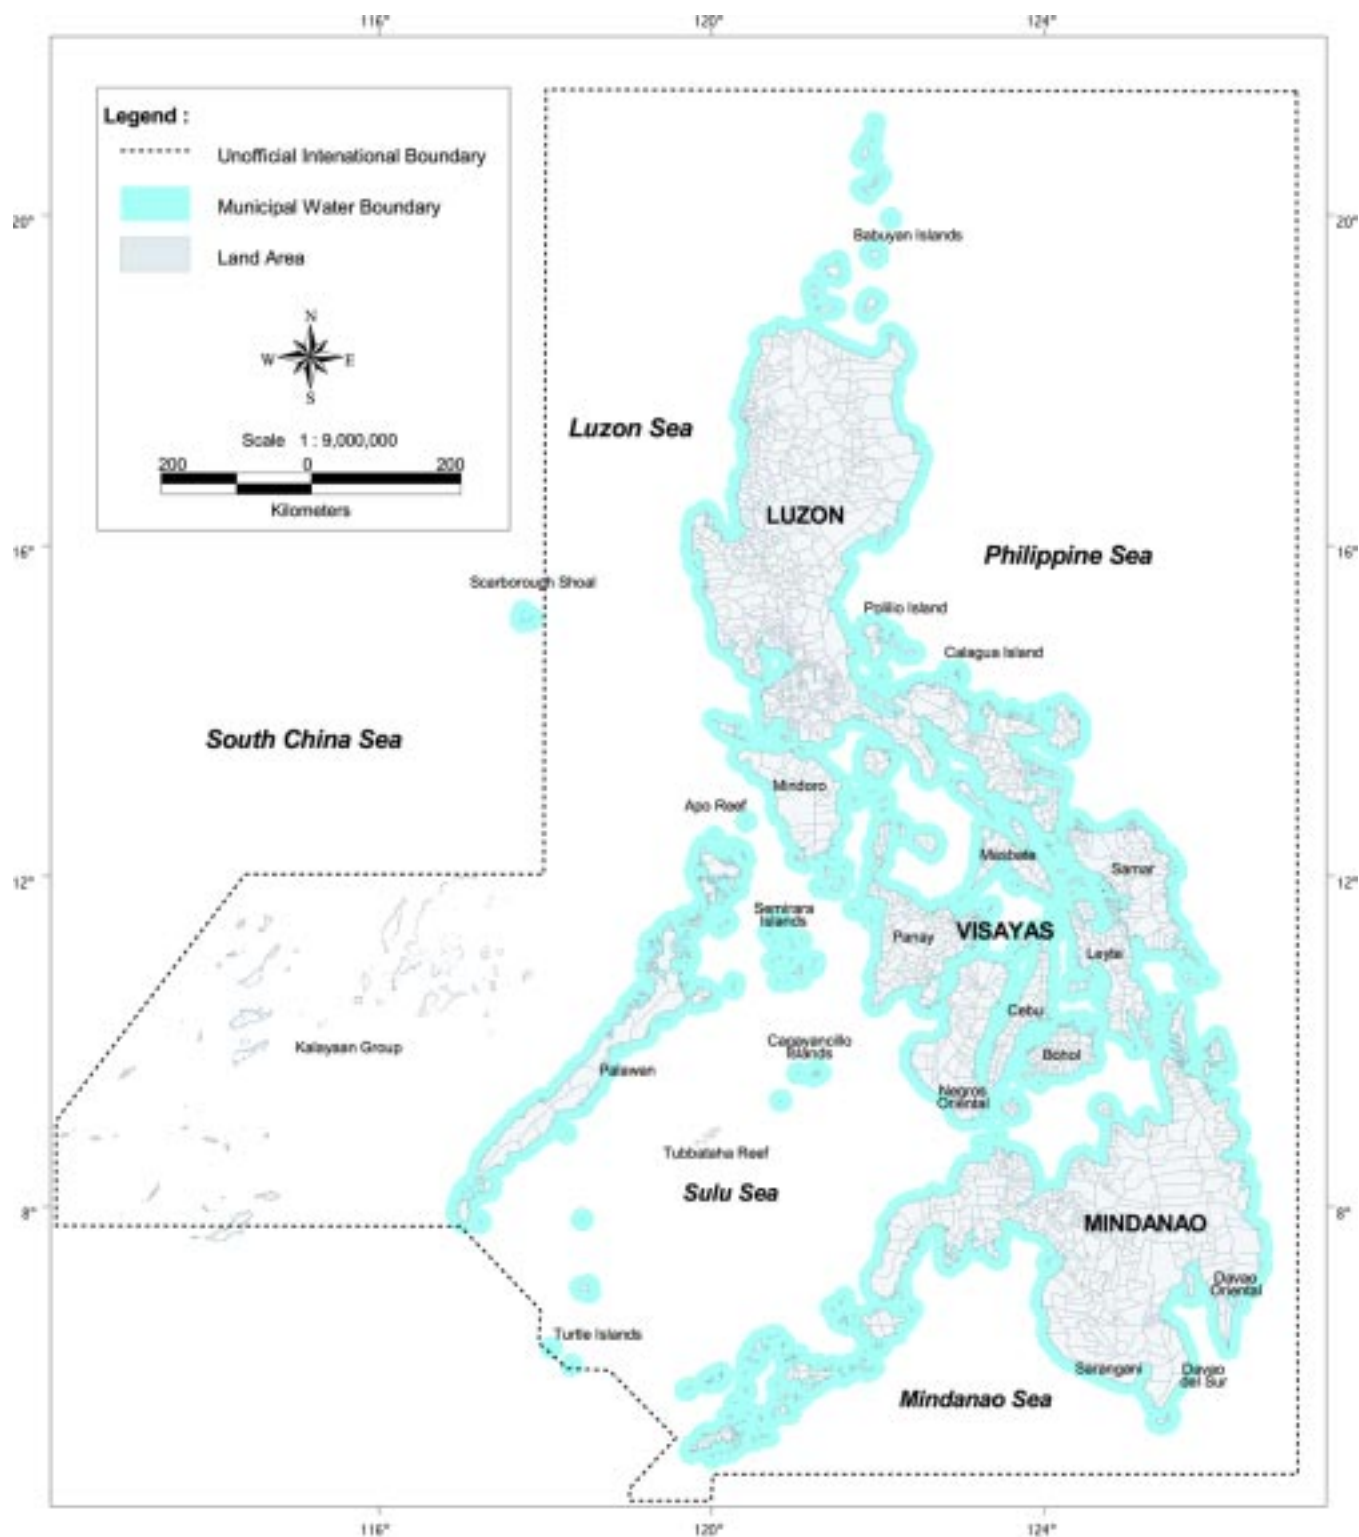 116°
120°
124°
Legend :
Unofficial Intenational Boundary
Municipal Water Boundary
Land Area
N
W
E
S
Scale 1 : 9,000,000
200
0
200
Kilometers
20°
20°
Babuyan Islands
Luzon Sea
LUZON
Philippine Sea
16°
16°
Scarborough Shoal
Polilio Island
Calagua Island
South China Sea
Mindoro
Apo Reef
Masbate
Samar
12°
12°
Semirara
Islands
Panay
VISAYAS
Leyte
Cebu
Kalayaan Group
Cagayancillo
Islands
Bohol
Palawan
Negros
Oriental
Tubbataha Reef
Sulu Sea
8°
8°
MINDANAO
Davao
Oriental
Turtle Islands
Sarangani
Davao
del Sur
Mindanao Sea
116°
120°
124°